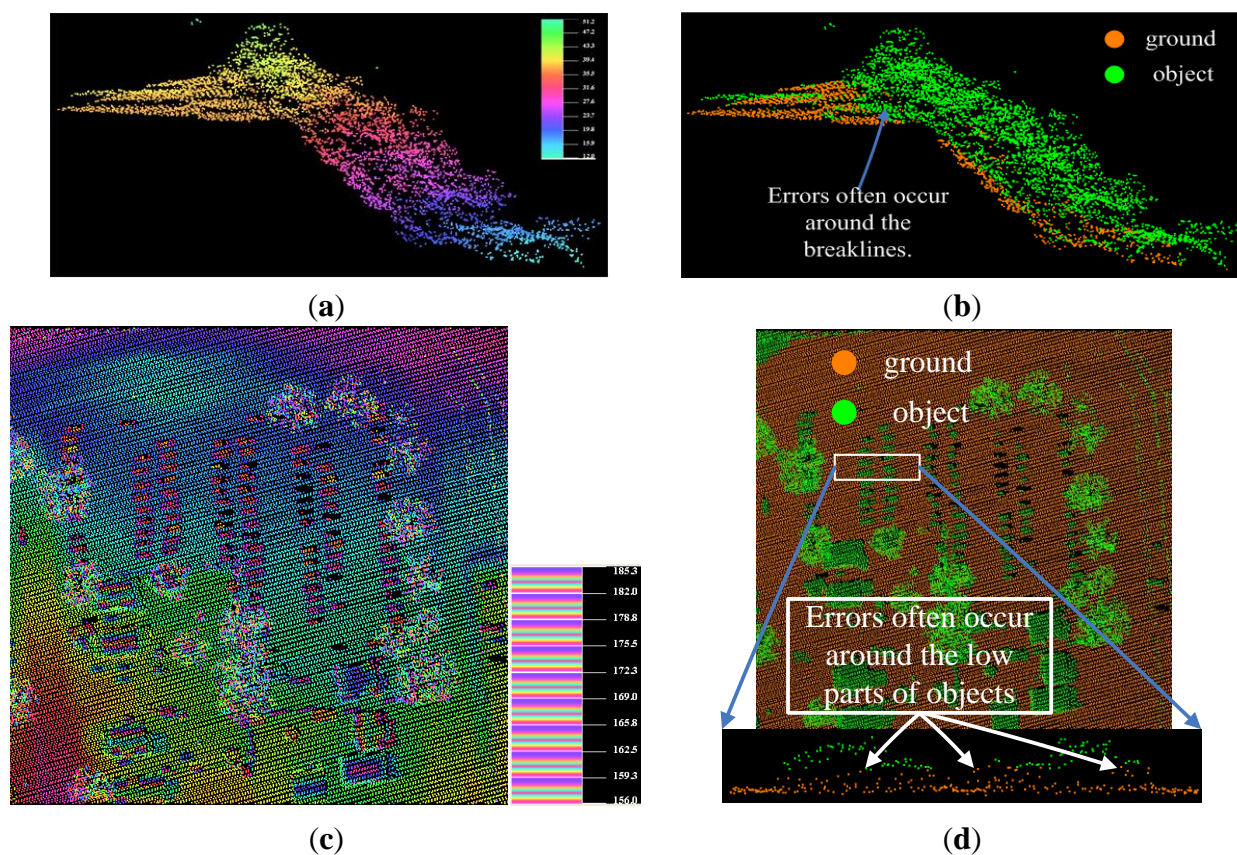 51.2
47.2
43.3
39.4
35.5
31.6
27.6
23.7
19.8
15.9
12.0
ground
object
Errors often occur
around the
breaklines.
(a)
(b)
ground
object
185.3
182.0
178.8
175.5
172.3
169.0
165.8
162.5
159.3
156.0
Errors often occur
around the low
parts of objects
(c)
(d)